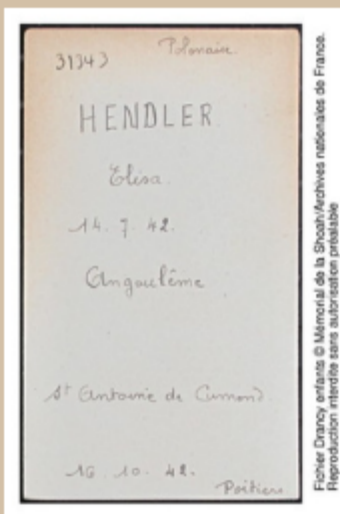 31343 Polonaise
HENDLER
Elisa.
14. 7 42.
Angoulême
St Antoine de Cumond.
16. 10. 42.
Poitiers
Fichier Drancy enfants © Mémorial de la Shoah/Archives nationales de France.
Reproduction interdite sans autorisation préalable